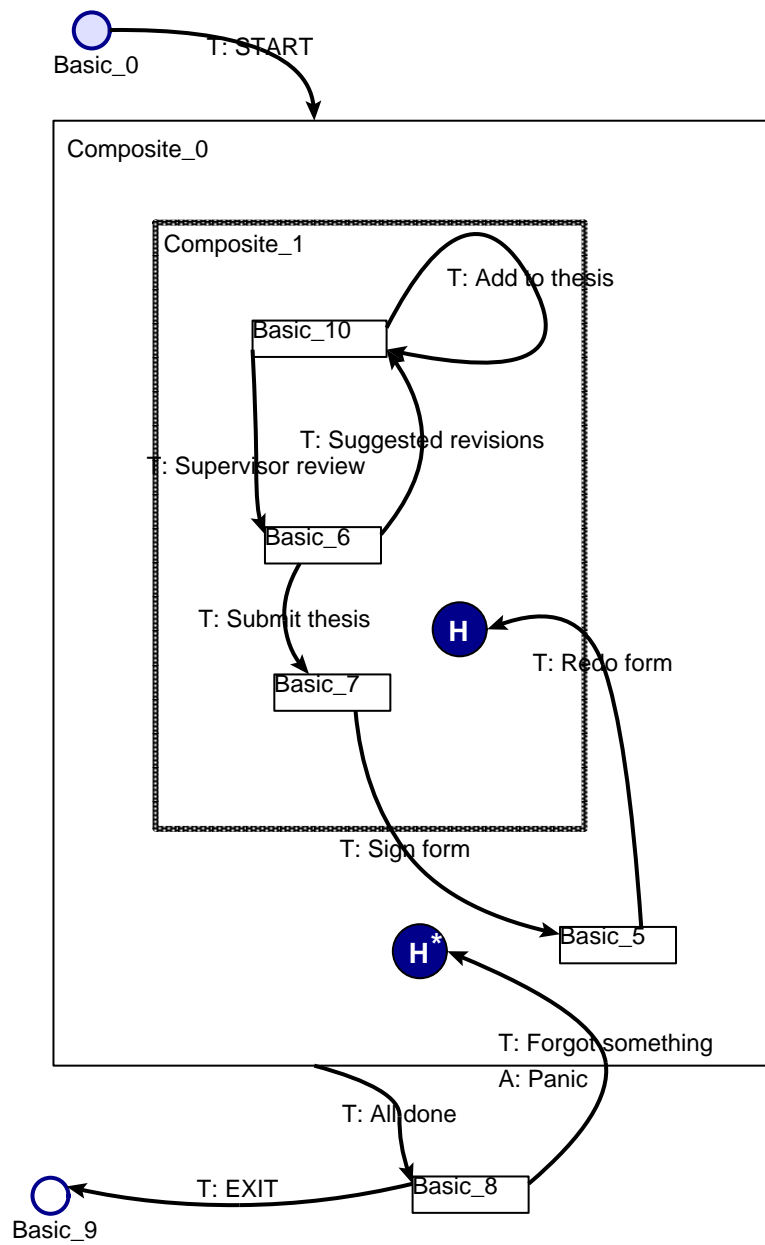 T: START
Basic_0
Composite_0
Composite_1
T: Add to thesis
Basic_10
T: Suggested revisions
T: Supervisor review
Basic_6
T: Submit thesis
H
T: Redo form
Basic_7
T: Sign form
Basic_5
H*
T: Forgot something
A: Panic
T: All done
T: EXIT
Basic_8
Basic_9